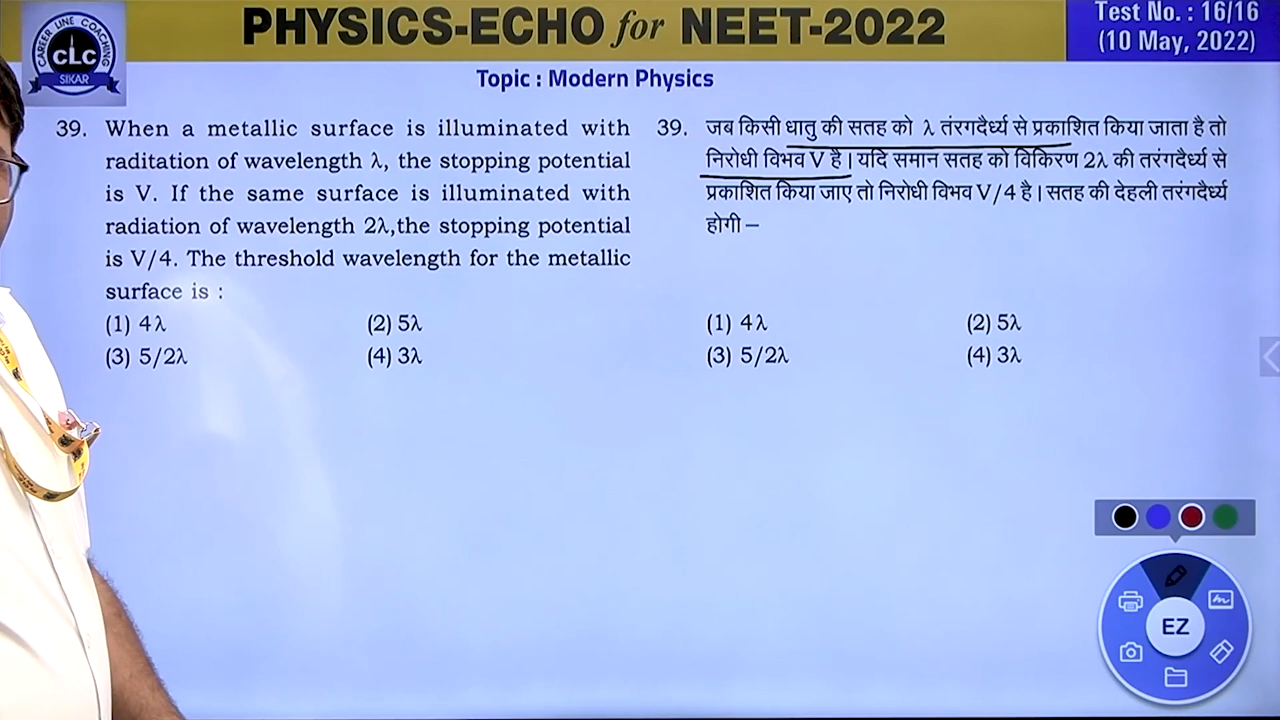 CAREER LINE COACHING
CLC
SIKAR
PHYSICS-ECHO for NEET-2022
Test No. : 16/16
(10 May, 2022)
Topic : Modern Physics
39. When a metallic surface is illuminated with
raditation of wavelength λ, the stopping potential
is V. If the same surface is illuminated with
radiation of wavelength 2λ,the stopping potential
is V/4. The threshold wavelength for the metallic
surface is :
(1) 4λ (2) 5λ
(3) 5/2λ (4) 3λ
39. जब किसी धातु की सतह को λ तंरगदैर्ध्य से प्रकाशित किया जाता है तो
निरोधी विभव V है। यदि समान सतह को विकिरण 2λ की तरंगदैर्ध्य से
प्रकाशित किया जाए तो निरोधी विभव V/4 है। सतह की देहली तरंगदैर्ध्य
होगी –
(1) 4λ (2) 5λ
(3) 5/2λ (4) 3λ
EZ